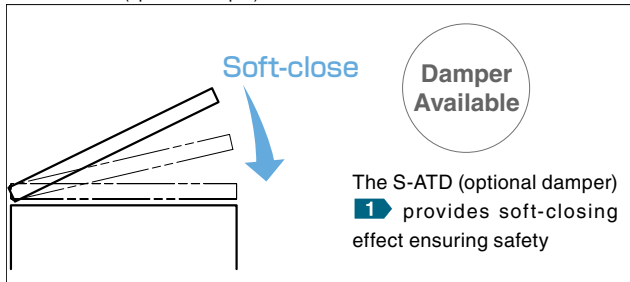 Soft-close
Damper
Available
The S-ATD (optional damper)
1 provides soft-closing
effect ensuring safety